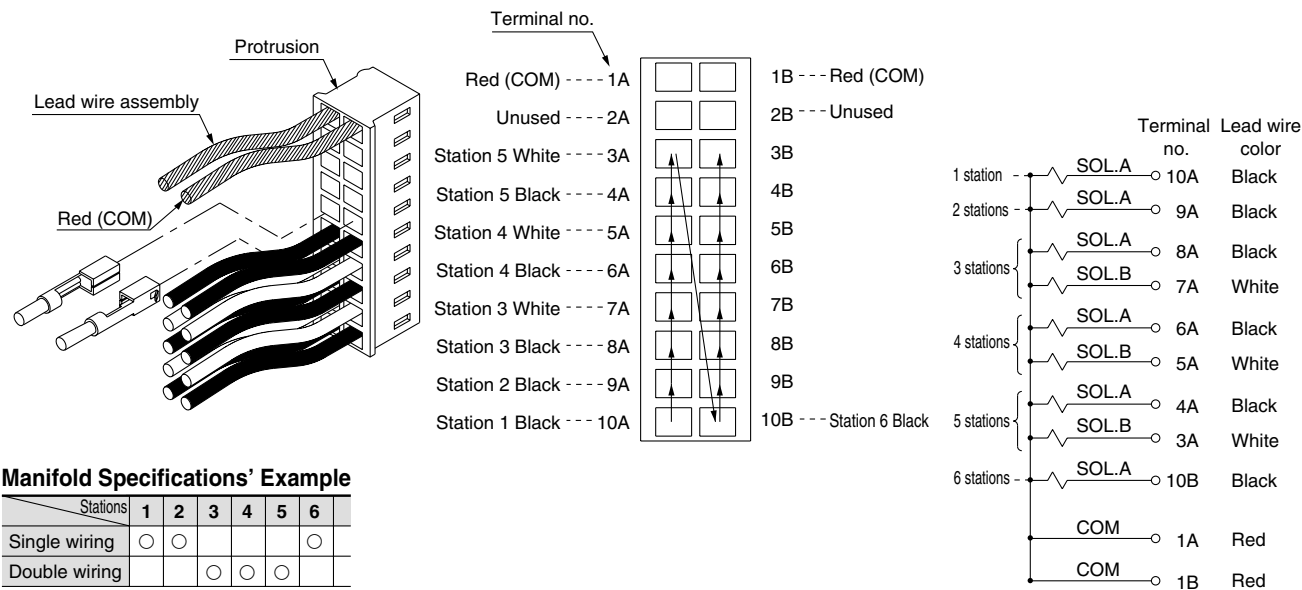 Terminal no.
Protrusion
Lead wire assembly
Red (COM)
Red (COM) ---- 1A
Unused ---- 2A
Station 5 White ---- 3A
Station 5 Black ---- 4A
Station 4 White ---- 5A
Station 4 Black ---- 6A
Station 3 White ---- 7A
Station 3 Black ---- 8A
Station 2 Black ---- 9A
Station 1 Black --- 10A
1B --- Red (COM)
2B --- Unused
3B
4B
5B
6B
7B
8B
9B
10B --- Station 6 Black
Terminal no. Lead wire color
1 station SOL.A 10A Black
2 stations SOL.A 9A Black
3 stations SOL.A 8A Black
SOL.B 7A White
4 stations SOL.A 6A Black
SOL.B 5A White
5 stations SOL.A 4A Black
SOL.B 3A White
6 stations SOL.A 10B Black
COM 1A Red
COM 1B Red
Manifold Specifications' Example
Stations 1 2 3 4 5 6
Single wiring ○ ○ ○
Double wiring ○ ○ ○